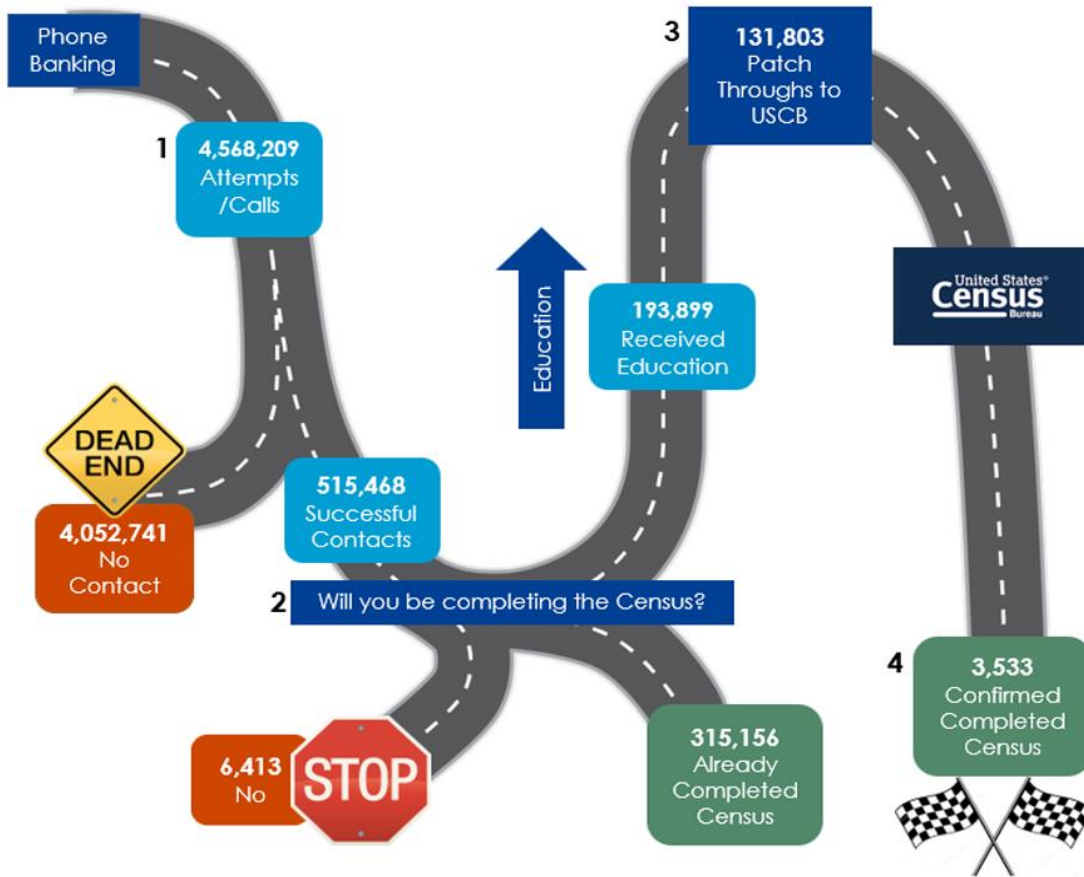 Phone
Banking
1
4,568,209
Attempts
/Calls
DEAD
END
4,052,741
No
Contact
515,468
Successful
Contacts
2
Will you be completing the Census?
6,413
No
STOP
315,156
Already
Completed
Census
Education
193,899
Received
Education
3
131,803
Patch
Throughs to
USCB
United States®
Census
Bureau
4
3,533
Confirmed
Completed
Census